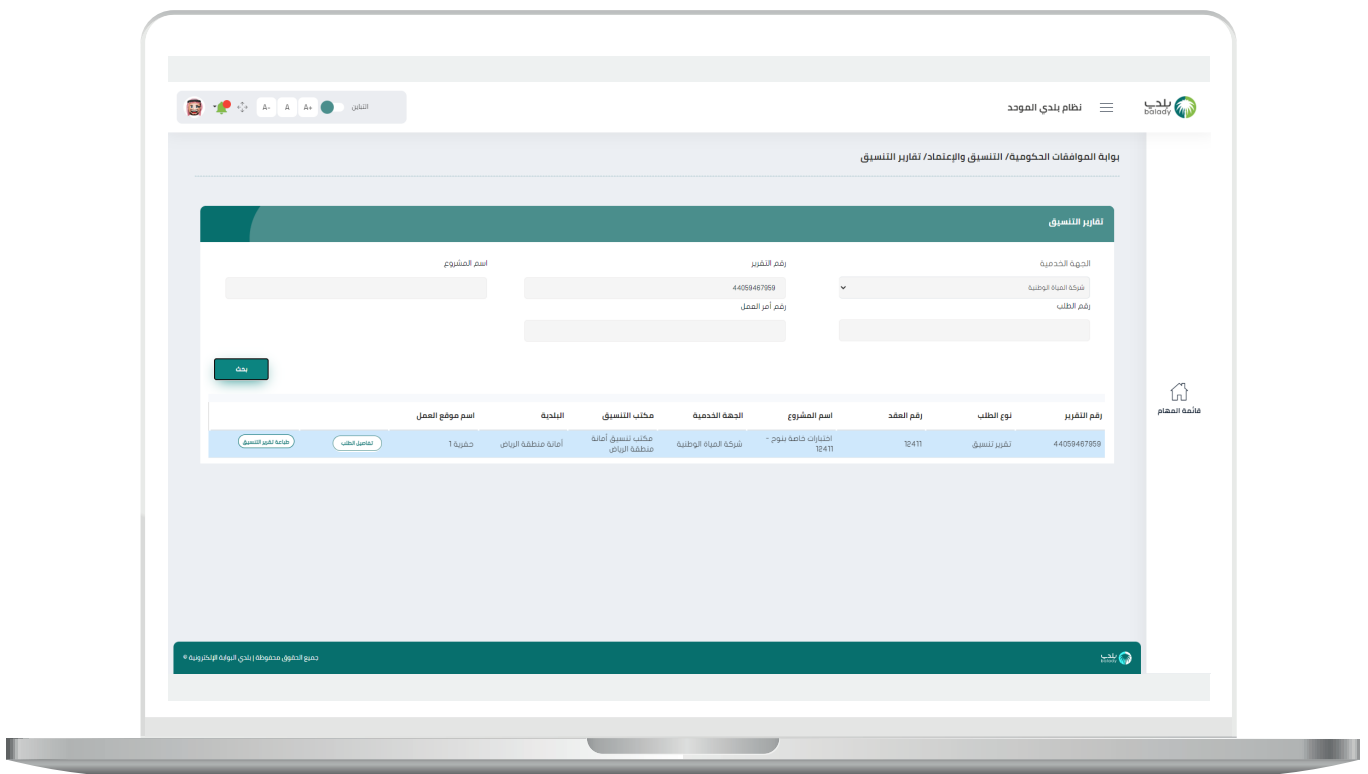 بلدي
balady
نظام بلدي الموحد
التباين
A+
A
A-
بوابة الموافقات الحكومية/ التنسيق والإعتماد/ تقارير التنسيق
تقارير التنسيق
الجهة الخدمية
رقم التقرير
اسم المشروع
شركة المياة الوطنية
44059467959
رقم الطلب
رقم أمر العمل
بحث
قائمة المهام
رقم التقرير نوع الطلب رقم العقد اسم المشروع الجهة الخدمية مكتب التنسيق البلدية اسم موقع العمل
44059467959 تقرير تنسيق 12411 اختبارات خاصة بنوح - 12411 شركة المياة الوطنية مكتب تنسيق أمانة منطقة الرياض أمانة منطقة الرياض حفرية 1 تفاصيل الطلب طباعة تقرير التنسيق
بلدي
balady
جميع الحقوق محفوظة | بلدي البوابة الإلكترونية ©